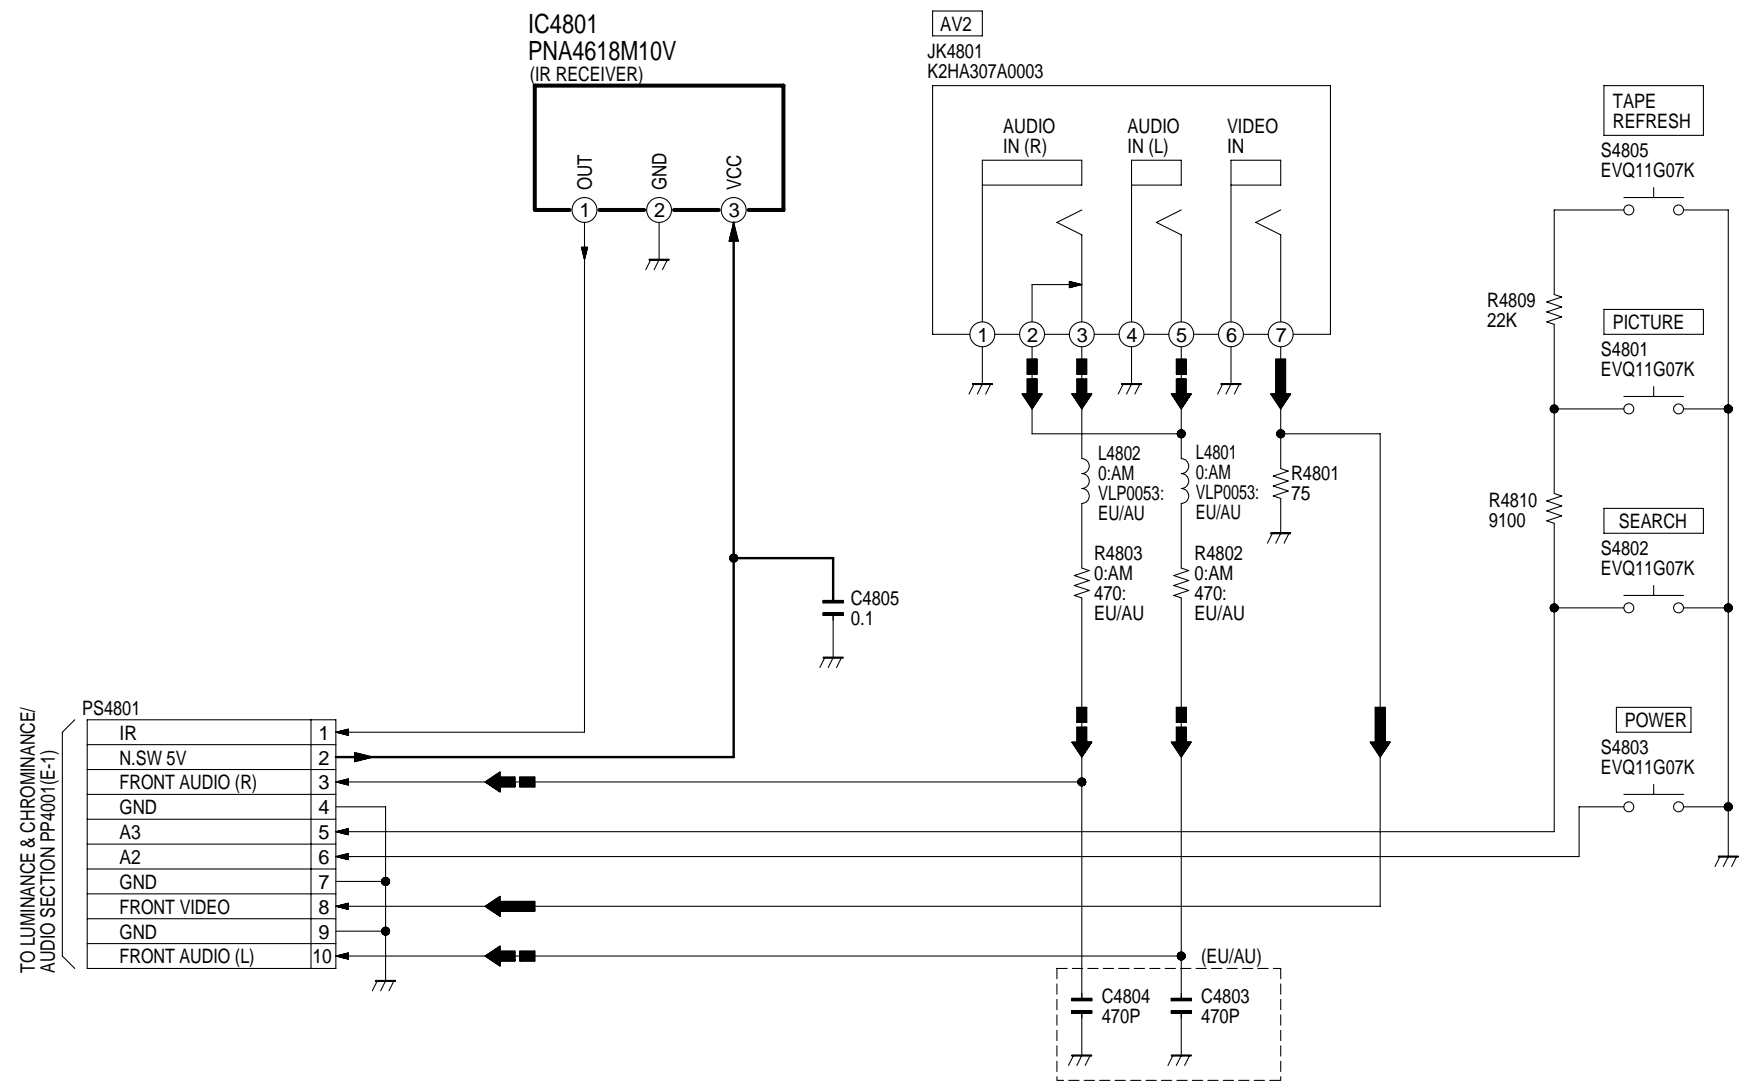 IC4801
PNA4618M10V
(IR RECEIVER)
OUT
GND
VCC
1
2
3
AV2
JK4801
K2HA307A0003
AUDIO
IN (R)
AUDIO
IN (L)
VIDEO
IN
1
2
3
4
5
6
7
TAPE
REFRESH
S4805
EVQ11G07K
R4809
22K
PICTURE
S4801
EVQ11G07K
L4802
0:AM
VLP0053:
EU/AU
L4801
0:AM
VLP0053:
EU/AU
R4801
75
R4810
9100
SEARCH
S4802
EVQ11G07K
R4803
0:AM
470:
EU/AU
R4802
0:AM
470:
EU/AU
C4805
0.1
POWER
S4803
EVQ11G07K
TO LUMINANCE & CHROMINANCE/
AUDIO SECTION PP4001(E-1)
PS4801
IR 1
N.SW 5V 2
FRONT AUDIO (R) 3
GND 4
A3 5
A2 6
GND 7
FRONT VIDEO 8
GND 9
FRONT AUDIO (L) 10
(EU/AU)
C4804
470P
C4803
470P